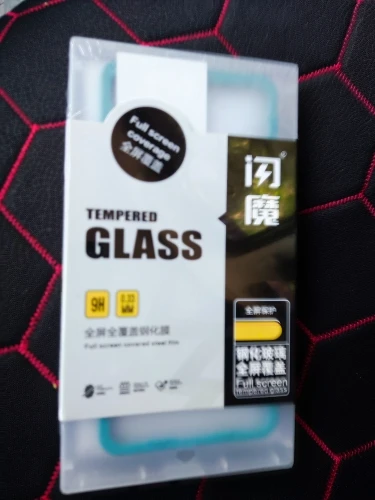 Full screen
coverage
全屏覆盖
闪
魔
TEMPERED
GLASS
9H
0.33
MM
全屏全覆盖钢化膜
Full screen covered steel film
全屏保护
钢化玻璃
全屏覆盖
Full screen
tempered glass